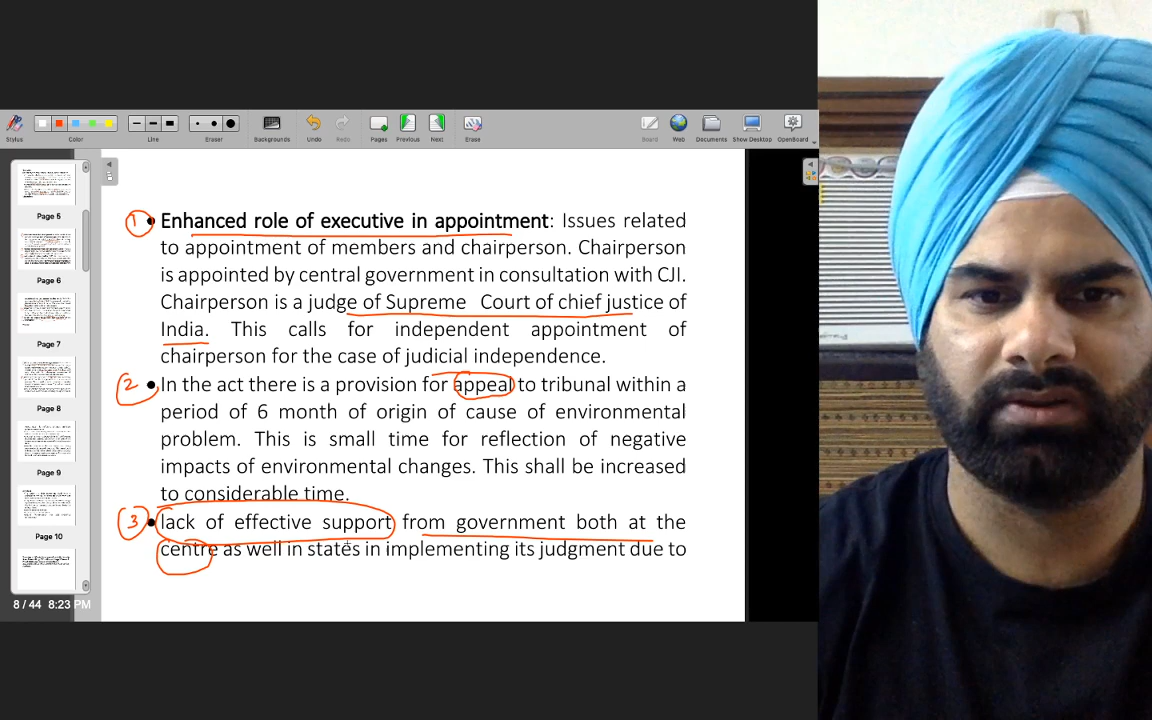 Stylus
Color
Line
Eraser
Backgrounds
Undo
Redo
Pages
Previous
Next
Erase
Board
Web
Documents
Show Desktop
OpenBoard
Page 5
Page 6
Page 7
Page 8
Page 9
Page 10
8 / 44 8:23 PM
1 • Enhanced role of executive in appointment: Issues related
to appointment of members and chairperson. Chairperson
is appointed by central government in consultation with CJI.
Chairperson is a judge of Supreme Court of chief justice of
India. This calls for independent appointment of
chairperson for the case of judicial independence.
2 • In the act there is a provision for appeal to tribunal within a
period of 6 month of origin of cause of environmental
problem. This is small time for reflection of negative
impacts of environmental changes. This shall be increased
to considerable time.
3 • lack of effective support from government both at the
centre as well in states in implementing its judgment due to